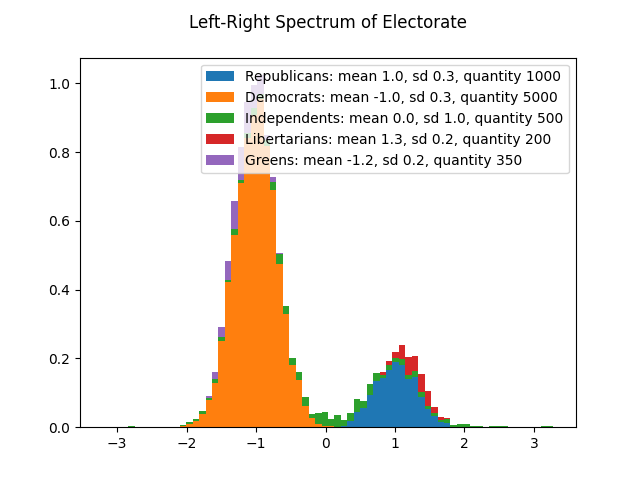 Left-Right Spectrum of Electorate
Republicans: mean 1.0, sd 0.3, quantity 1000
Democrats: mean -1.0, sd 0.3, quantity 5000
Independents: mean 0.0, sd 1.0, quantity 500
Libertarians: mean 1.3, sd 0.2, quantity 200
Greens: mean -1.2, sd 0.2, quantity 350
1.0
0.8
0.6
0.4
0.2
0.0
−3 −2 −1 0 1 2 3